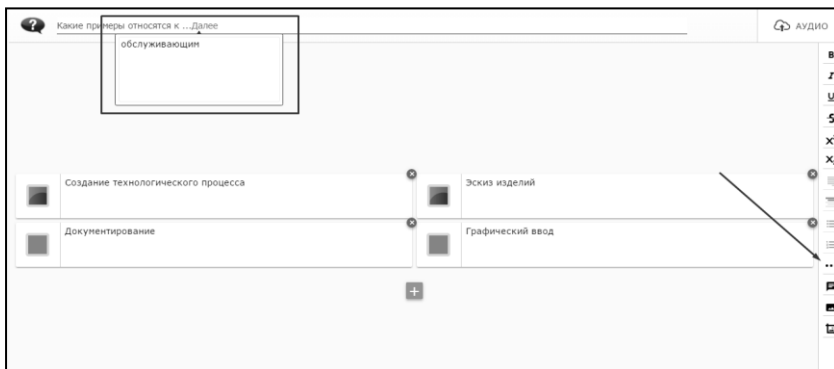 ?
Какие примеры относятся к ...Далее
АУДИО
обслуживающим
B
I
U
S
x
x
Создание технологического процесса
Эскиз изделий
Документирование
Графический ввод
+